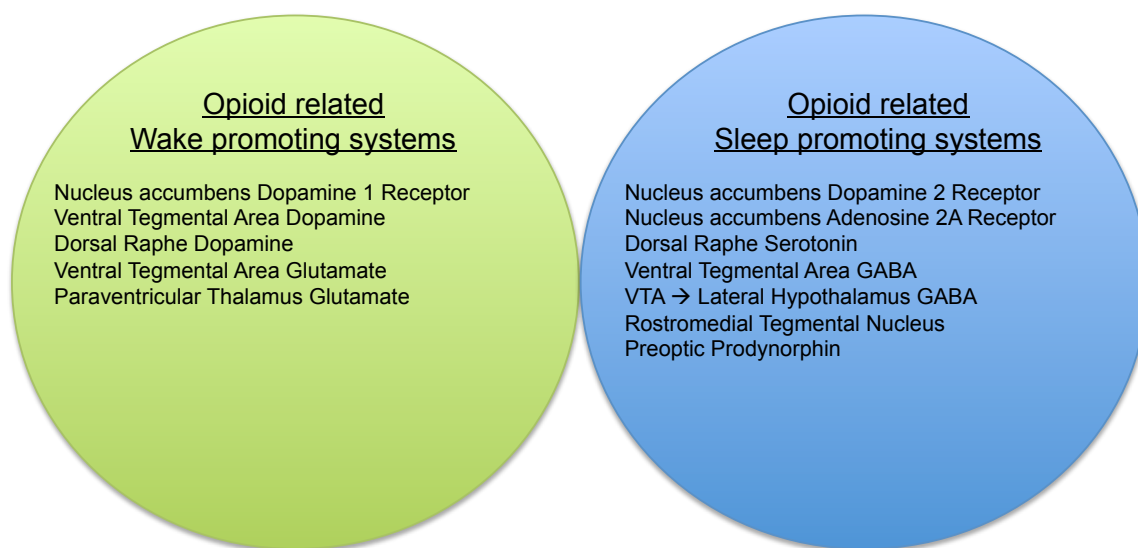 Opioid related
Wake promoting systems
Nucleus accumbens Dopamine 1 Receptor
Ventral Tegmental Area Dopamine
Dorsal Raphe Dopamine
Ventral Tegmental Area Glutamate
Paraventricular Thalamus Glutamate
Opioid related
Sleep promoting systems
Nucleus accumbens Dopamine 2 Receptor
Nucleus accumbens Adenosine 2A Receptor
Dorsal Raphe Serotonin
Ventral Tegmental Area GABA
VTA → Lateral Hypothalamus GABA
Rostromedial Tegmental Nucleus
Preoptic Prodynorphin